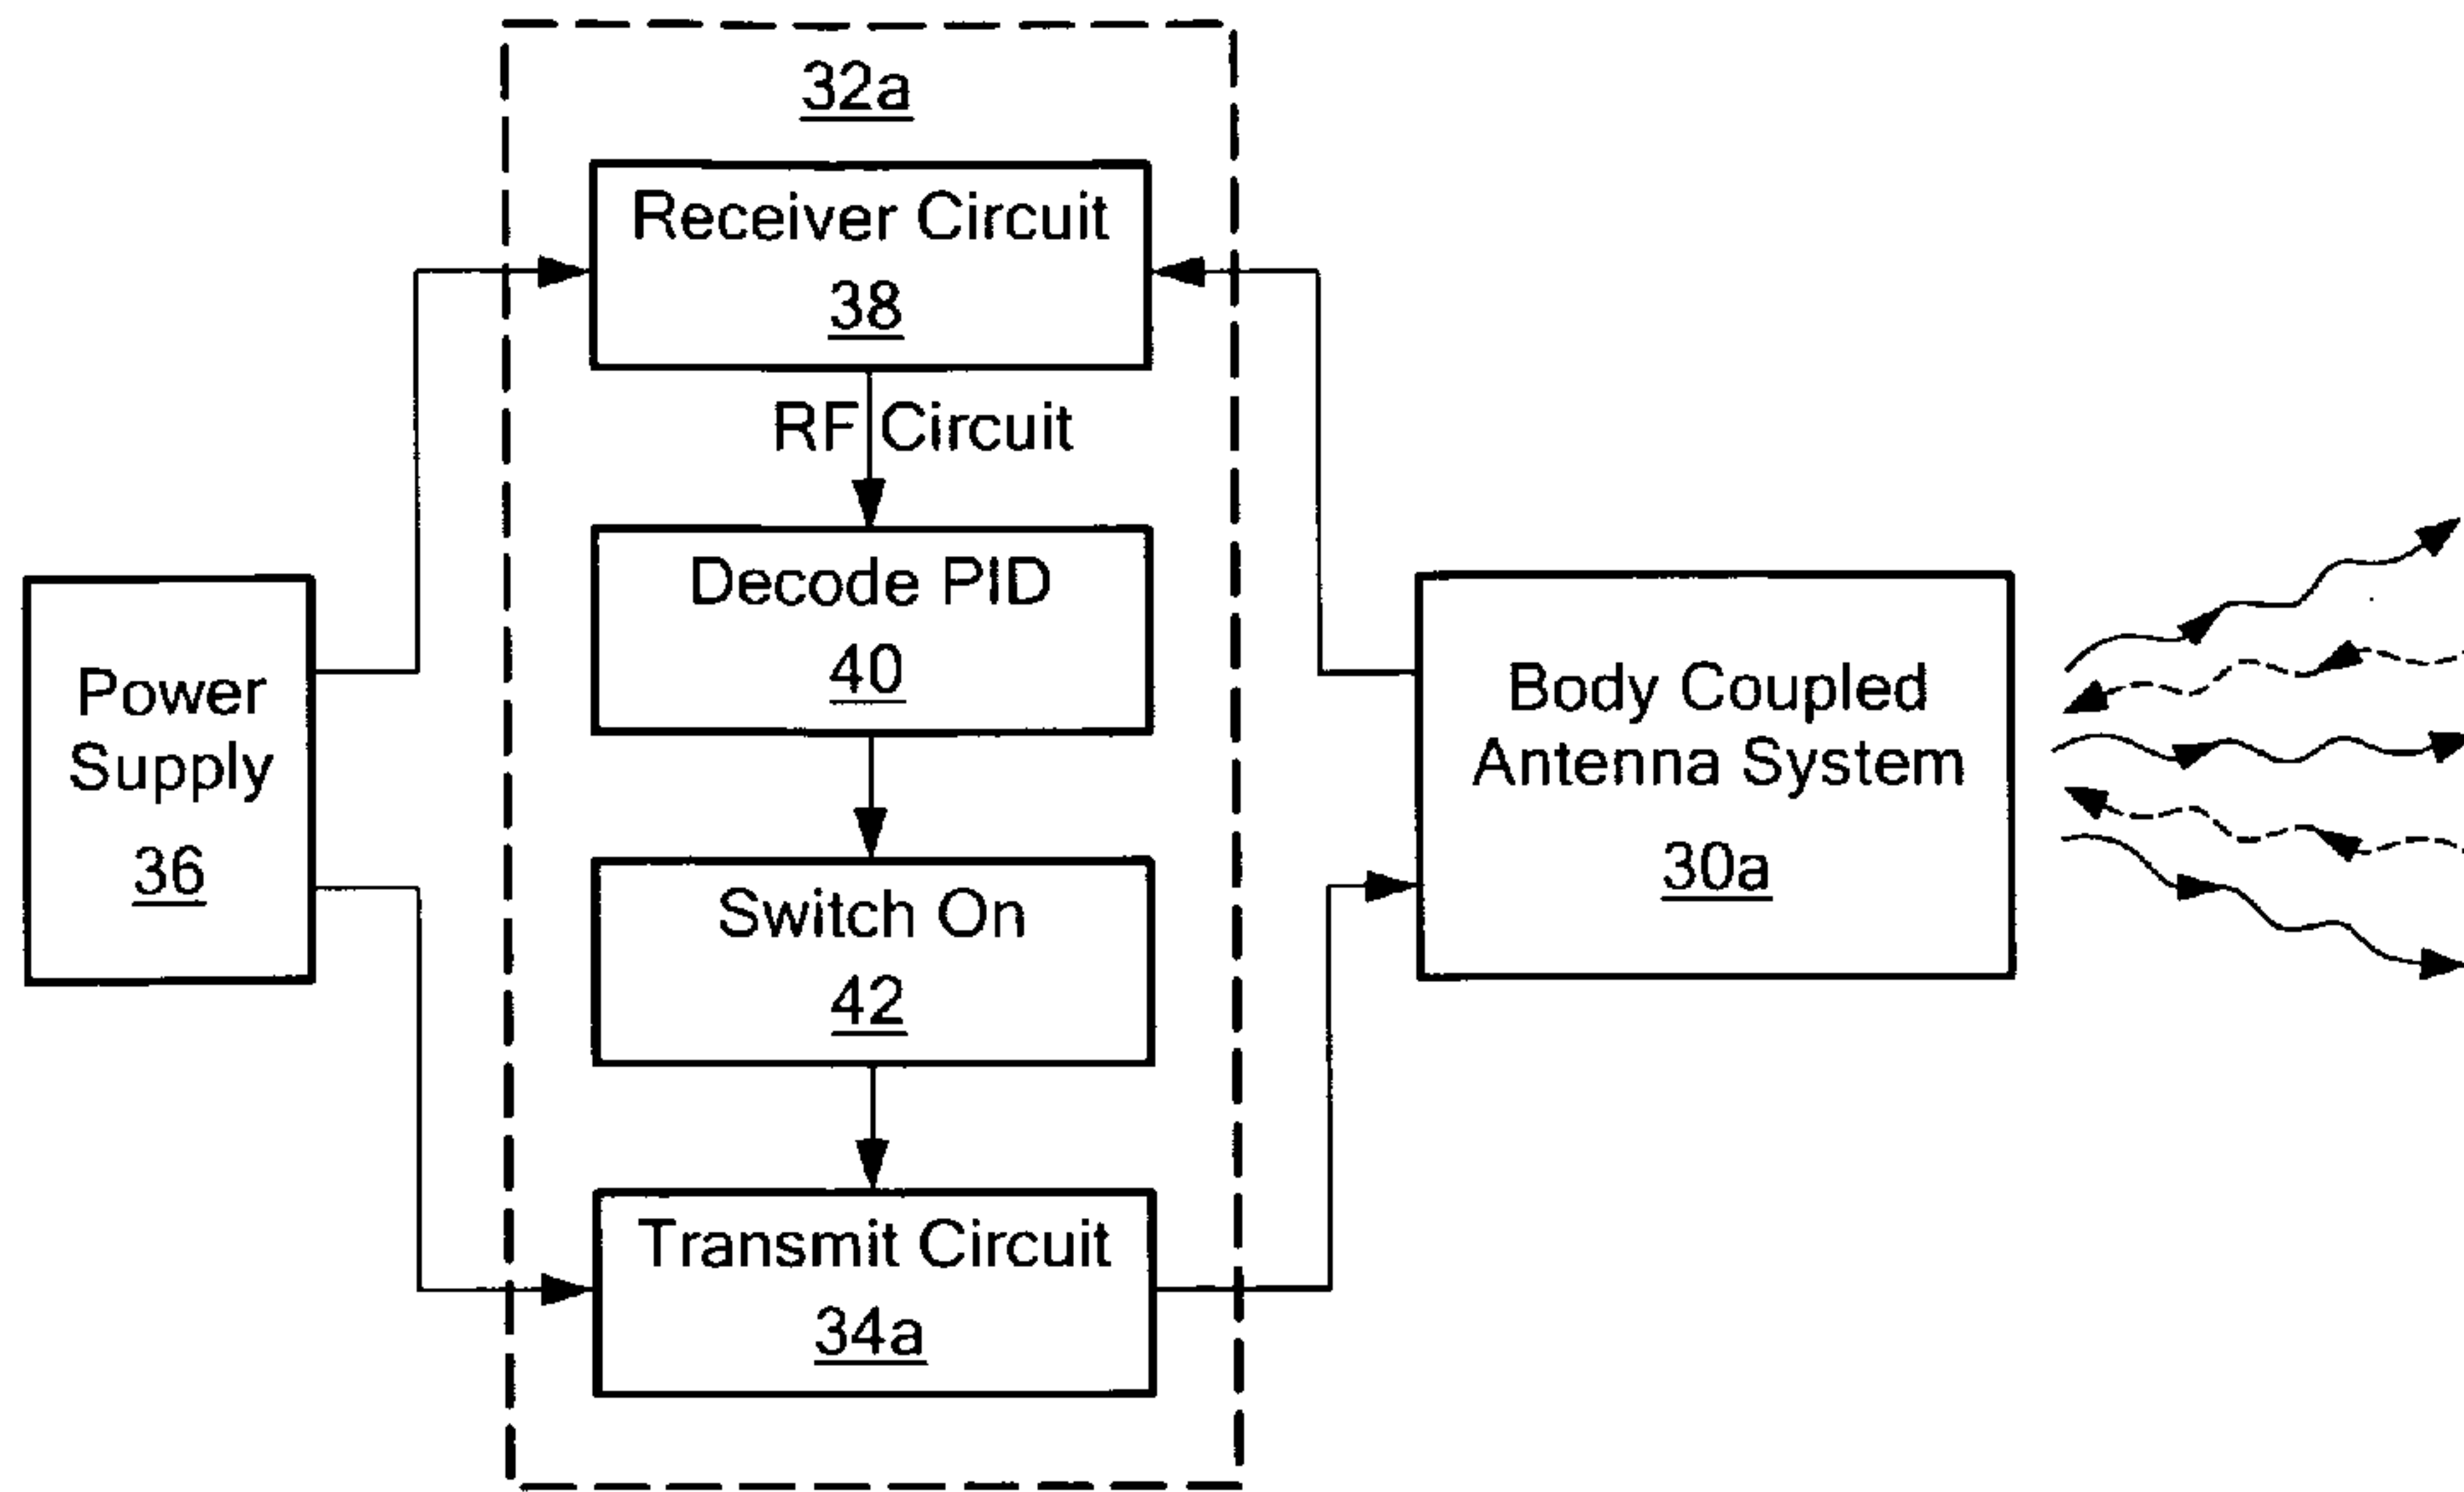 32a
Receiver Circuit
38
RF Circuit
Decode PID
40
Switch On
42
Transmit Circuit
34a
Power
Supply
36
Body Coupled
Antenna System
30a